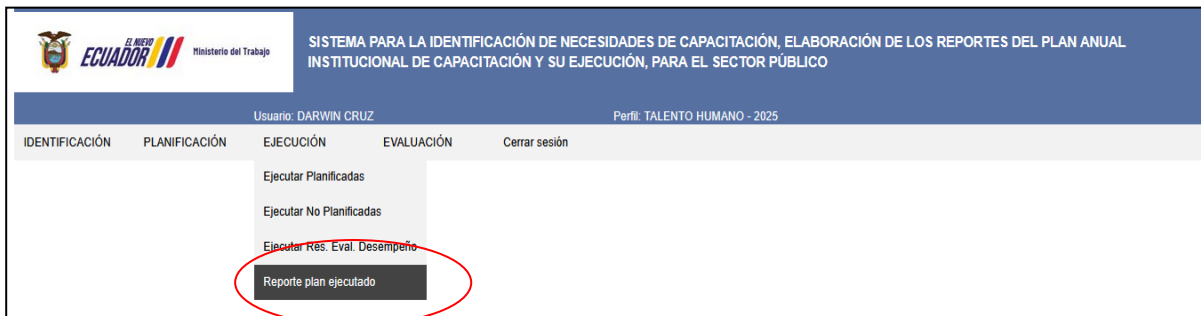 EL NUEVO
ECUADOR
Ministerio del Trabajo
SISTEMA PARA LA IDENTIFICACIÓN DE NECESIDADES DE CAPACITACIÓN, ELABORACIÓN DE LOS REPORTES DEL PLAN ANUAL
INSTITUCIONAL DE CAPACITACIÓN Y SU EJECUCIÓN, PARA EL SECTOR PÚBLICO
Usuario: DARWIN CRUZ Perfil: TALENTO HUMANO - 2025
IDENTIFICACIÓN PLANIFICACIÓN EJECUCIÓN EVALUACIÓN Cerrar sesión
Ejecutar Planificadas
Ejecutar No Planificadas
Ejecutar Res. Eval. Desempeño
Reporte plan ejecutado